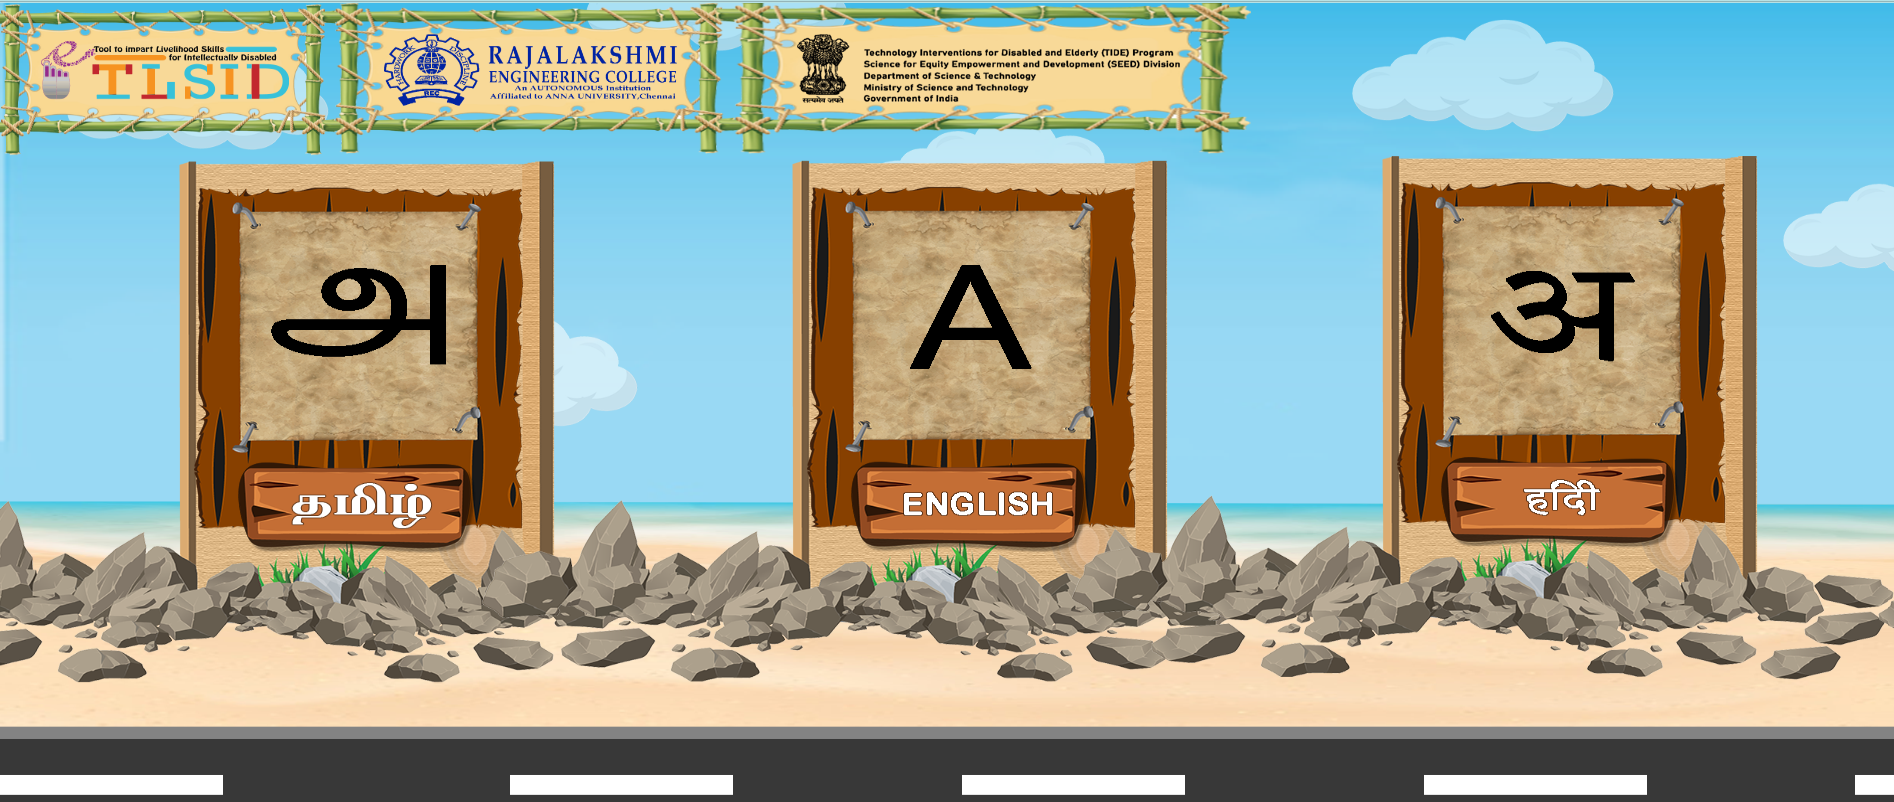 Tool to impart Livelihood Skills
for Intellectually Disabled
e TLSID
HARDWORK DISCIPLINE
REC
RAJALAKSHMI
ENGINEERING COLLEGE
An AUTONOMOUS Institution
Affiliated to ANNA UNIVERSITY,Chennai
सत्यमेव जयते
Technology Interventions for Disabled and Elderly (TIDE) Program
Science for Equity Empowerment and Development (SEED) Division
Department of Science & Technology
Ministry of Science and Technology
Government of India
அ
A
अ
தமிழ்
ENGLISH
हिंदी